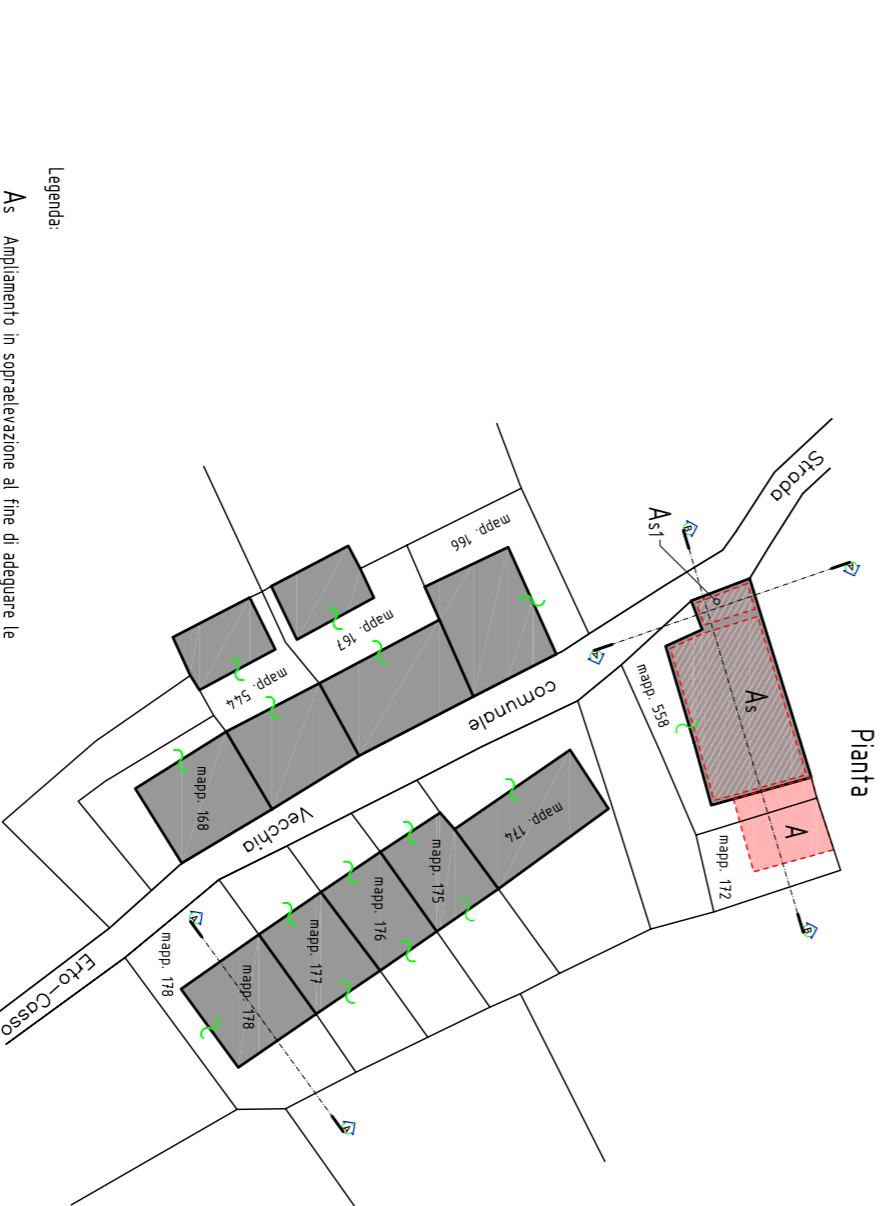 Pianta
Strada
comunale
Vecchia
Erto-Casso
As1
As
A
mapp. 558
mapp. 172
mapp. 166
mapp. 167
mapp. 544
mapp. 168
mapp. 174
mapp. 175
mapp. 176
mapp. 177
mapp. 178
mapp. 178
B
B
A
A
Legenda:
As Ampliamento in sopraelevazione al fine di adeguare le